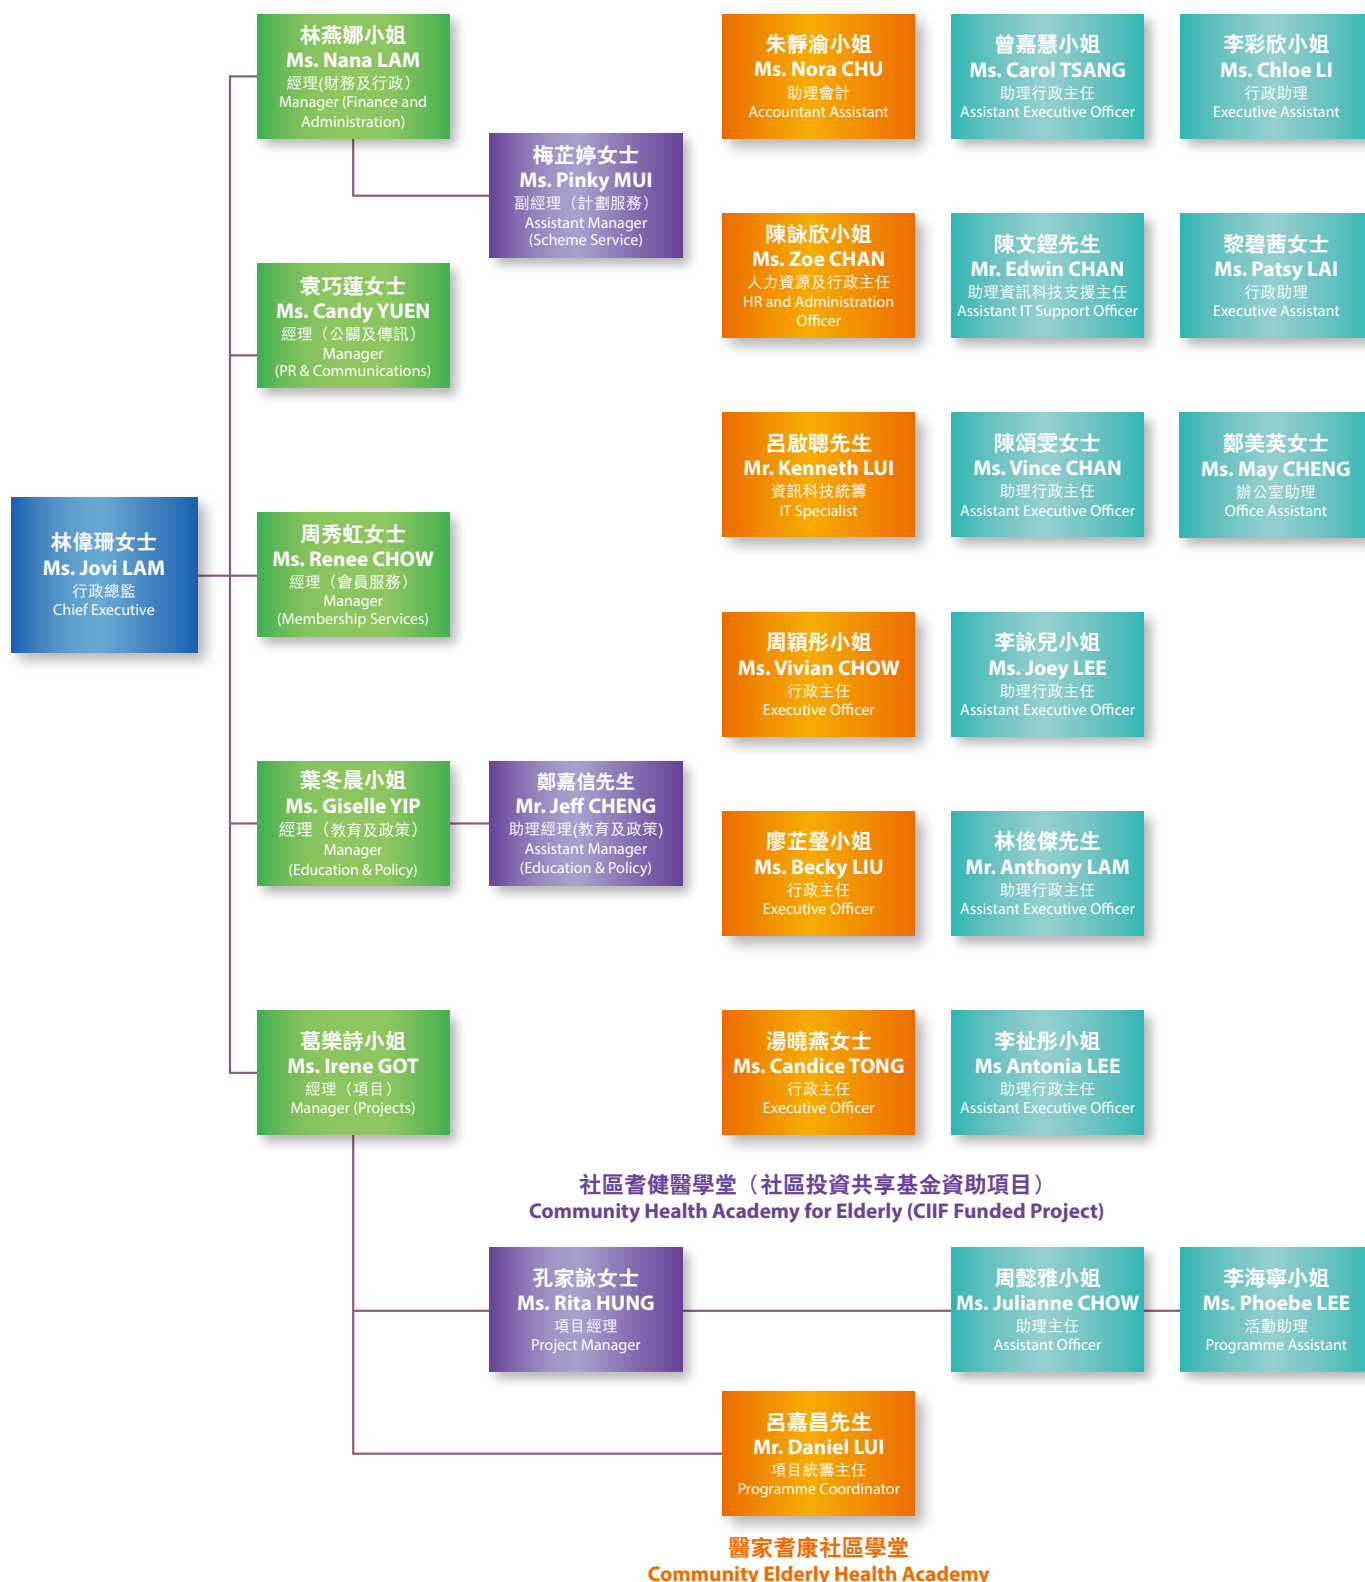 林燕娜小姐
Ms. Nana LAM
經理(財務及行政)
Manager (Finance and
Administration)
朱靜渝小姐
Ms. Nora CHU
助理會計
Accountant Assistant
曾嘉慧小姐
Ms. Carol TSANG
助理行政主任
Assistant Executive Officer
李彩欣小姐
Ms. Chloe LI
行政助理
Executive Assistant
梅芷婷女士
Ms. Pinky MUI
副經理（計劃服務）
Assistant Manager
(Scheme Service)
陳詠欣小姐
Ms. Zoe CHAN
人力資源及行政主任
HR and Administration
Officer
陳文鏗先生
Mr. Edwin CHAN
助理資訊科技支援主任
Assistant IT Support Officer
黎碧茜女士
Ms. Patsy LAI
行政助理
Executive Assistant
袁巧蓮女士
Ms. Candy YUEN
經理（公關及傳訊）
Manager
(PR & Communications)
呂啟聰先生
Mr. Kenneth LUI
資訊科技統籌
IT Specialist
陳頌雯女士
Ms. Vince CHAN
助理行政主任
Assistant Executive Officer
鄭美英女士
Ms. May CHENG
辦公室助理
Office Assistant
林偉珊女士
Ms. Jovi LAM
行政總監
Chief Executive
周秀虹女士
Ms. Renee CHOW
經理（會員服務）
Manager
(Membership Services)
周穎彤小姐
Ms. Vivian CHOW
行政主任
Executive Officer
李詠兒小姐
Ms. Joey LEE
助理行政主任
Assistant Executive Officer
葉冬晨小姐
Ms. Giselle YIP
經理（教育及政策）
Manager
(Education & Policy)
鄭嘉信先生
Mr. Jeff CHENG
助理經理(教育及政策)
Assistant Manager
(Education & Policy)
廖芷瑩小姐
Ms. Becky LIU
行政主任
Executive Officer
林俊傑先生
Mr. Anthony LAM
助理行政主任
Assistant Executive Officer
葛樂詩小姐
Ms. Irene GOT
經理（項目）
Manager (Projects)
湯曉燕女士
Ms. Candice TONG
行政主任
Executive Officer
李祉彤小姐
Ms Antonia LEE
助理行政主任
Assistant Executive Officer
社區耆健醫學堂（社區投資共享基金資助項目）
Community Health Academy for Elderly (CIIF Funded Project)
孔家詠女士
Ms. Rita HUNG
項目經理
Project Manager
周懿雅小姐
Ms. Julianne CHOW
助理主任
Assistant Officer
李海寧小姐
Ms. Phoebe LEE
活動助理
Programme Assistant
呂嘉昌先生
Mr. Daniel LUI
項目統籌主任
Programme Coordinator
醫家耆康社區學堂
Community Elderly Health Academy